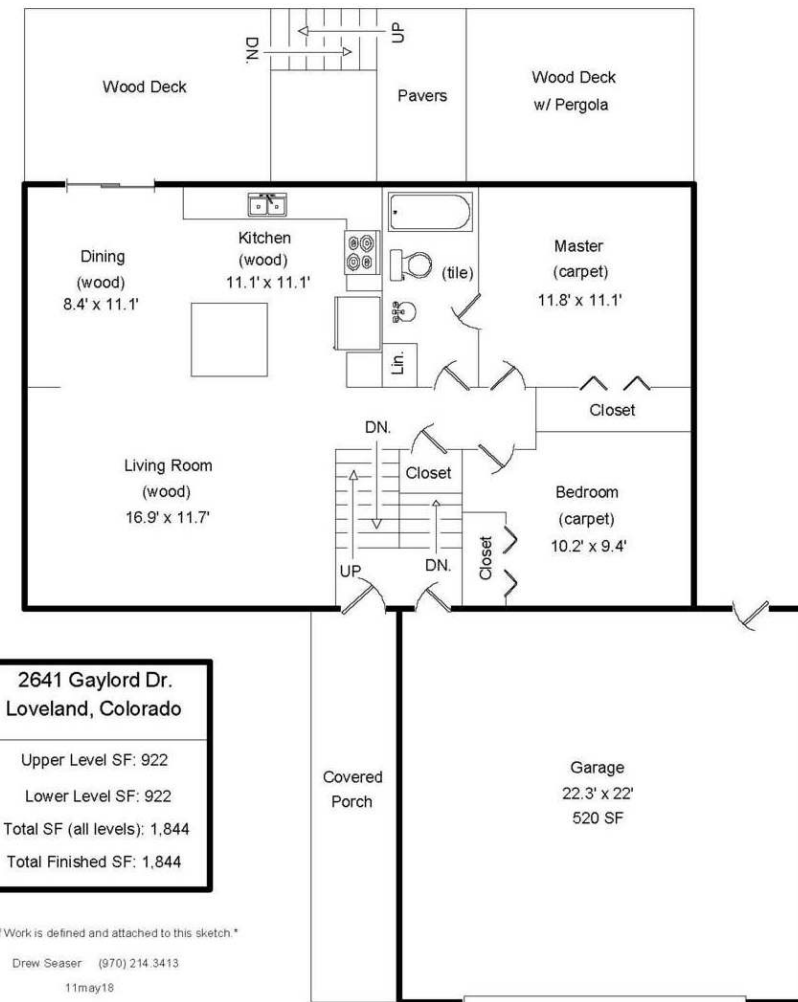 UP
DN.
Wood Deck
Pavers
Wood Deck
w/ Pergola
Dining
(wood)
8.4' x 11.1'
Kitchen
(wood)
11.1' x 11.1'
(tile)
Lin.
Master
(carpet)
11.8' x 11.1'
Closet
DN.
Closet
Living Room
(wood)
16.9' x 11.7'
UP
DN.
Closet
Bedroom
(carpet)
10.2' x 9.4'
2641 Gaylord Dr.
Loveland, Colorado
Upper Level SF: 922
Lower Level SF: 922
Total SF (all levels): 1,844
Total Finished SF: 1,844
Covered
Porch
Garage
22.3' x 22'
520 SF
Work is defined and attached to this sketch.*
Drew Seaser (970) 214.3413
11may18